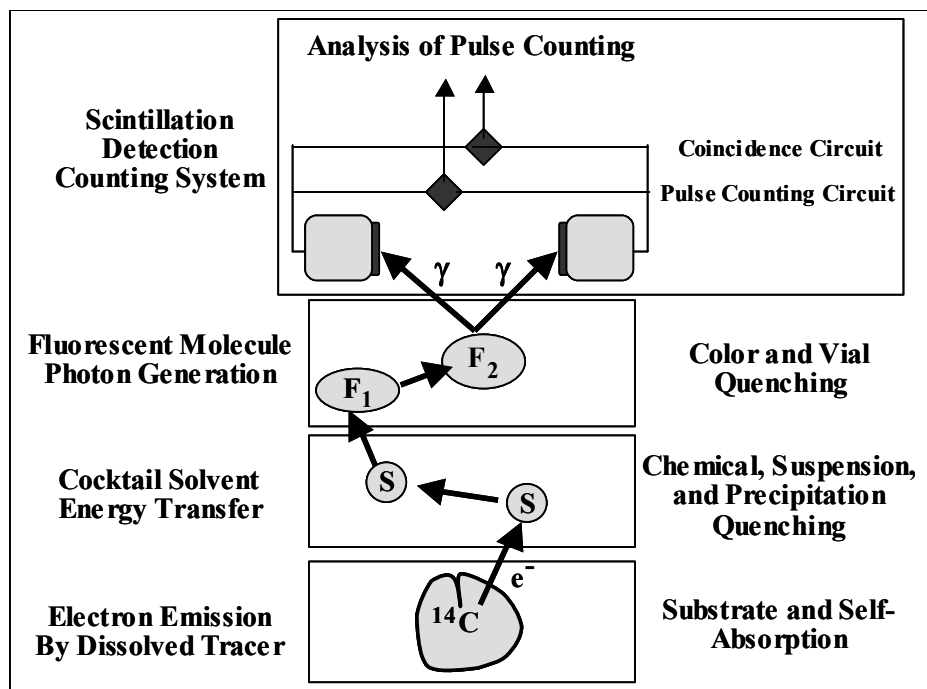 Analysis of Pulse Counting
Scintillation
Detection
Counting System
Coincidence Circuit
Pulse Counting Circuit
γ γ
Fluorescent Molecule
Photon Generation
F₁
F₂
Color and Vial
Quenching
Cocktail Solvent
Energy Transfer
S
S
Chemical, Suspension,
and Precipitation
Quenching
Electron Emission
By Dissolved Tracer
e⁻
¹⁴C
Substrate and Self-
Absorption